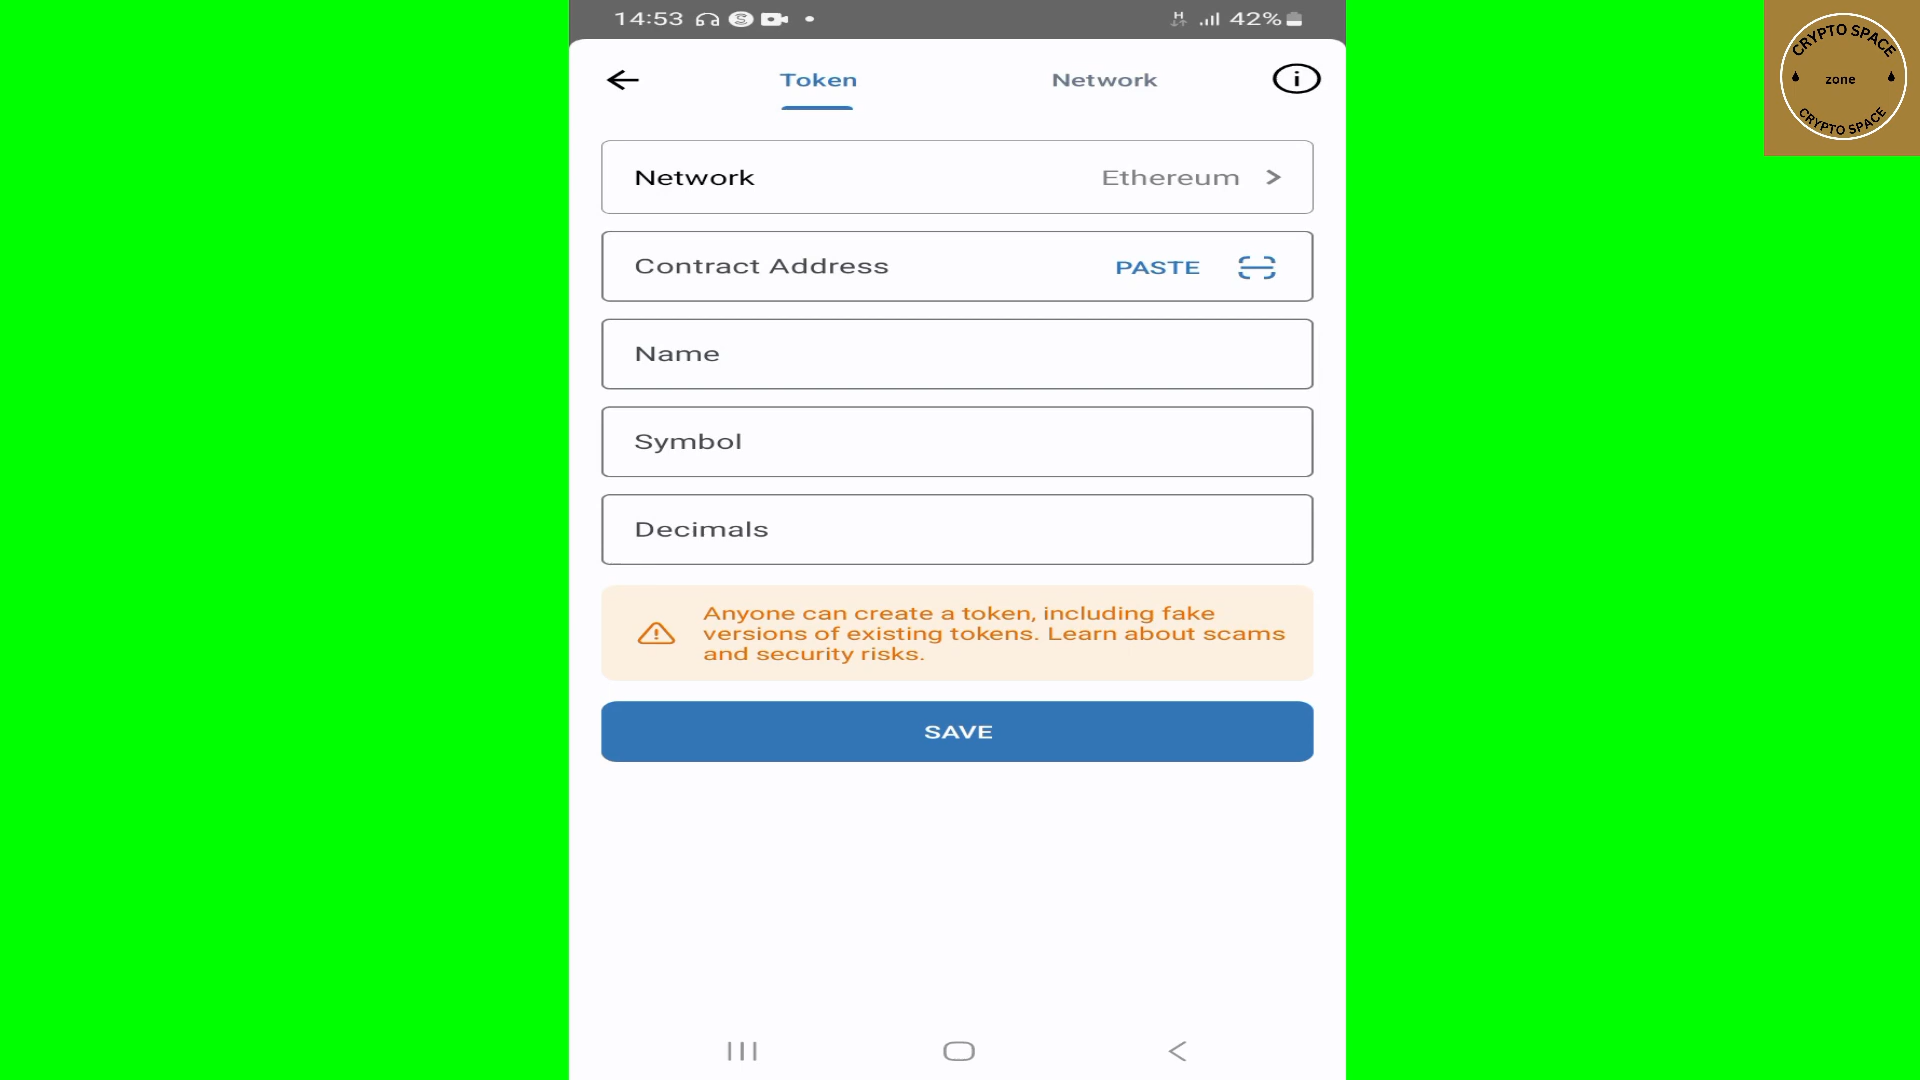 14:53
H
42%
CRYPTO SPACE
zone
CRYPTO SPACE
Token
Network
Network
Ethereum
Contract Address
PASTE
Name
Symbol
Decimals
Anyone can create a token, including fake
versions of existing tokens. Learn about scams
and security risks.
SAVE